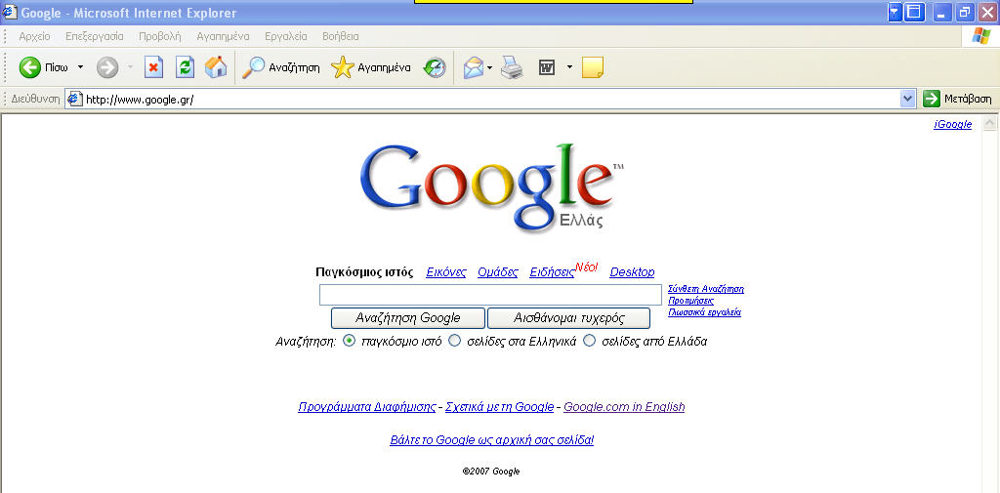 Google - Microsoft Internet Explorer
Αρχείο Επεξεργασία Προβολή Αγαπημένα Εργαλεία Βοήθεια
Πίσω Αναζήτηση Αγαπημένα
Διεύθυνση http://www.google.gr/ Μετάβαση
iGoogle
Google™
Ελλάς
Παγκόσμιος ιστός Εικόνες Ομάδες Ειδήσεις Νέο! Desktop
Σύνθετη Αναζήτηση
Προτιμήσεις
Γλωσσικά εργαλεία
Αναζήτηση Google Αισθάνομαι τυχερός
Αναζήτηση: παγκόσμιο ιστό σελίδες στα Ελληνικά σελίδες από Ελλάδα
Προγράμματα Διαφήμισης - Σχετικά με τη Google - Google.com in English
Βάλτε το Google ως αρχική σας σελίδα!
©2007 Google